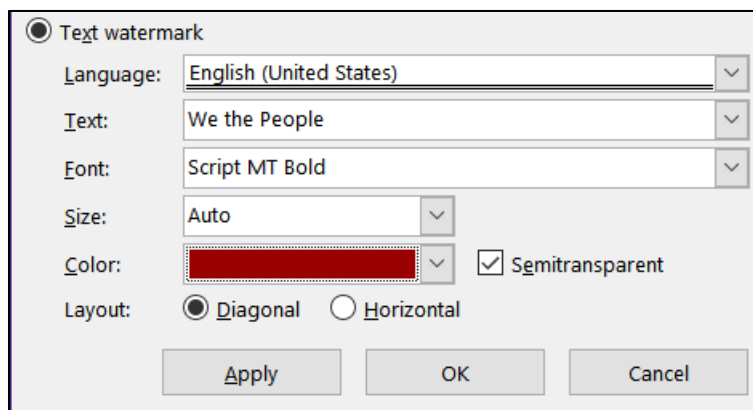 Text watermark
Language: English (United States)
Text: We the People
Font: Script MT Bold
Size: Auto
Color: Semitransparent
Layout: Diagonal Horizontal
Apply OK Cancel